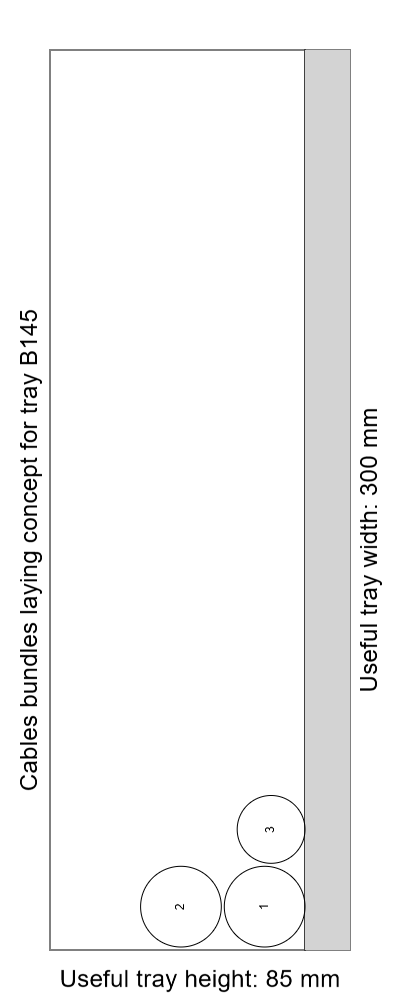 Cables bundles laying concept for tray B145
2
1
3
Useful tray width: 300 mm
Useful tray height: 85 mm